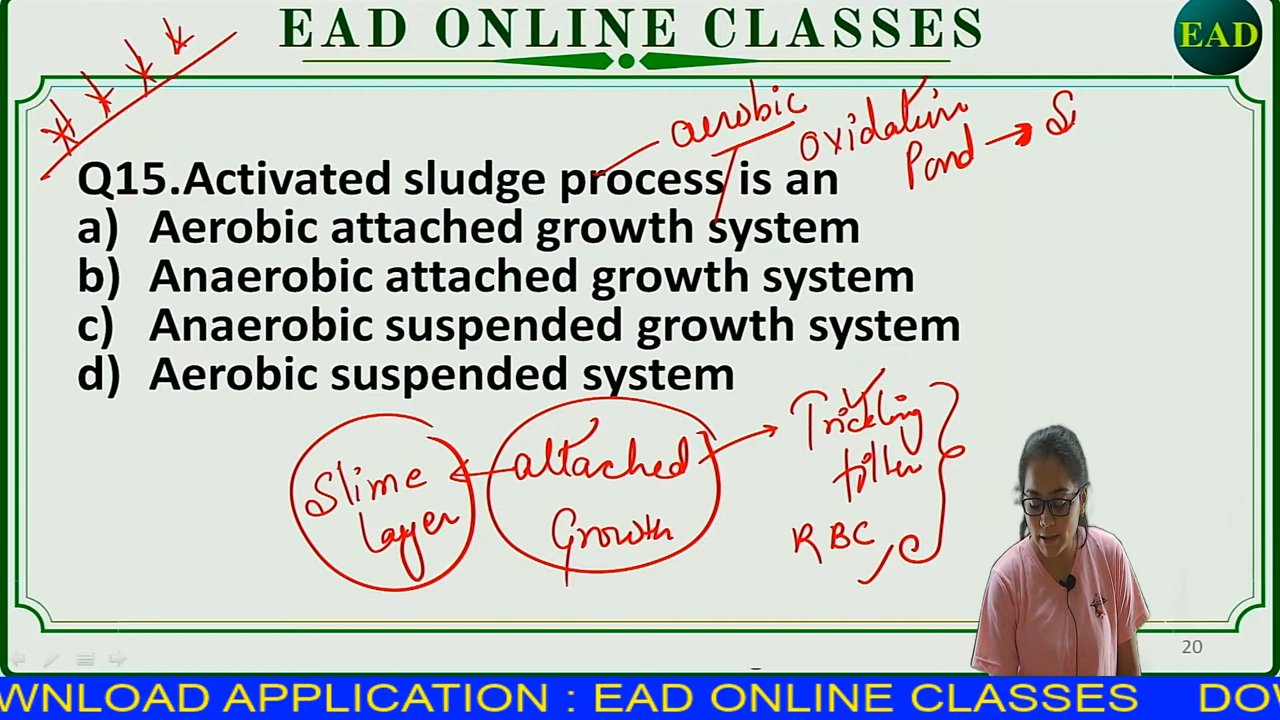 EAD ONLINE CLASSES
EAD
aerobic
oxidation
Pond → S
Q15.Activated sludge process is an
a) Aerobic attached growth system
b) Anaerobic attached growth system
c) Anaerobic suspended growth system
d) Aerobic suspended system
Slime
layer
attached
Growth
Trickling
filter
RBC
20
WNLOAD APPLICATION : EAD ONLINE CLASSES DO